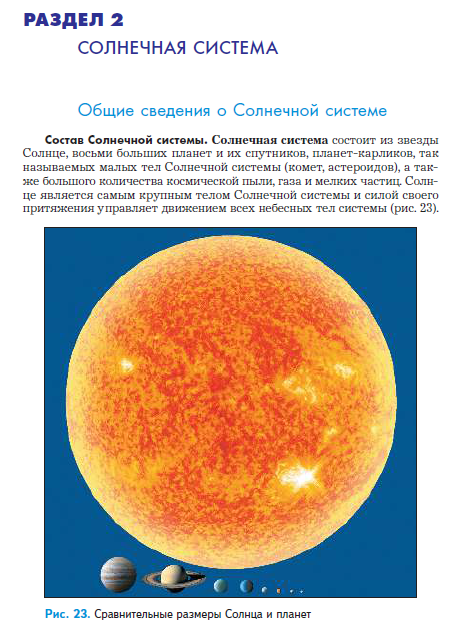 РАЗДЕЛ 2
СОЛНЕЧНАЯ СИСТЕМА
Общие сведения о Солнечной системе
Состав Солнечной системы. Солнечная система состоит из звезды
Солнце, восьми больших планет и их спутников, планет-карликов, так
называемых малых тел Солнечной системы (комет, астероидов), а так-
же большого количества космической пыли, газа и мелких частиц. Солн-
це является самым крупным телом Солнечной системы и силой своего
притяжения управляет движением всех небесных тел системы (рис. 23).
Рис. 23. Сравнительные размеры Солнца и планет